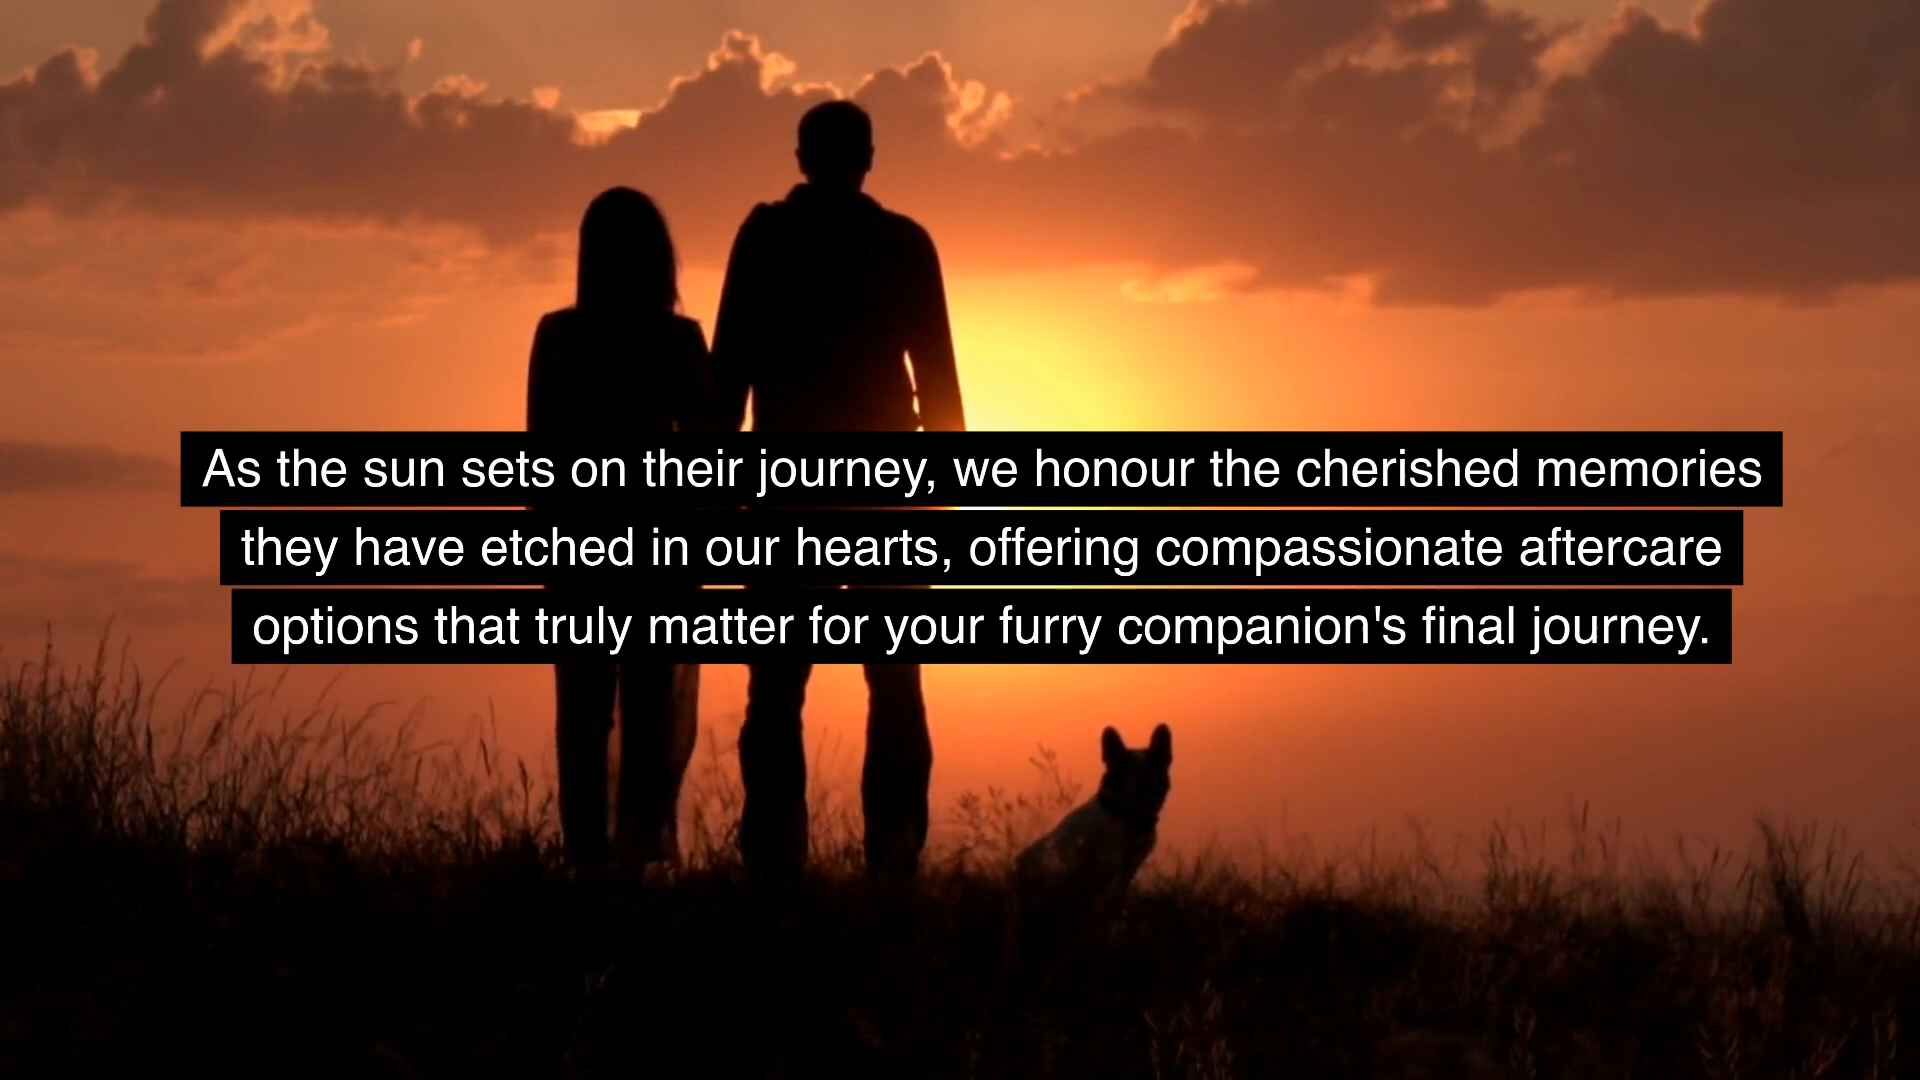 As the sun sets on their journey, we honour the cherished memories
they have etched in our hearts, offering compassionate aftercare
options that truly matter for your furry companion's final journey.